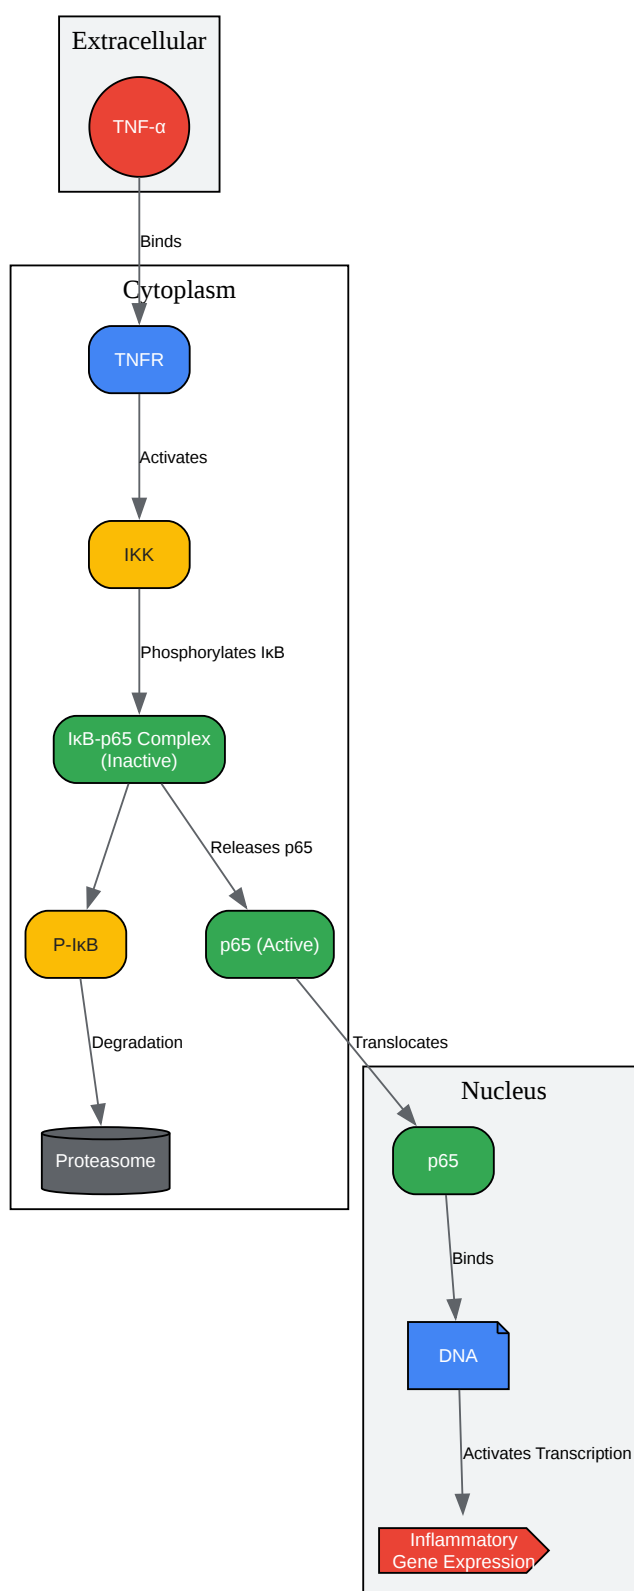 Extracellular
TNF-α
Binds
Cytoplasm
TNFR
Activates
IKK
Phosphorylates IκB
IκB-p65 Complex
(Inactive)
Releases p65
P-IκB
p65 (Active)
Degradation
Translocates
Proteasome
Nucleus
p65
Binds
DNA
Activates Transcription
Inflammatory
Gene Expression